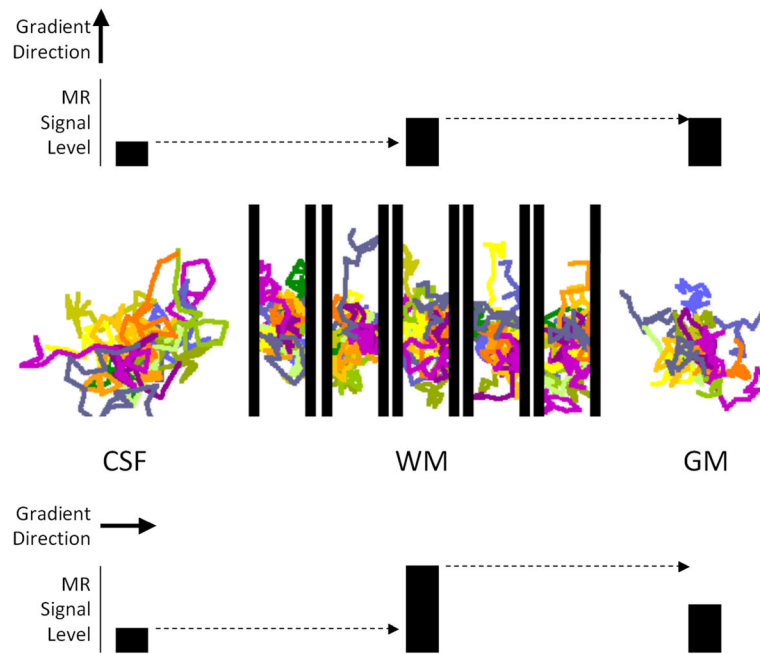 Gradient
Direction
MR
Signal
Level
CSF
WM
GM
Gradient
Direction
MR
Signal
Level